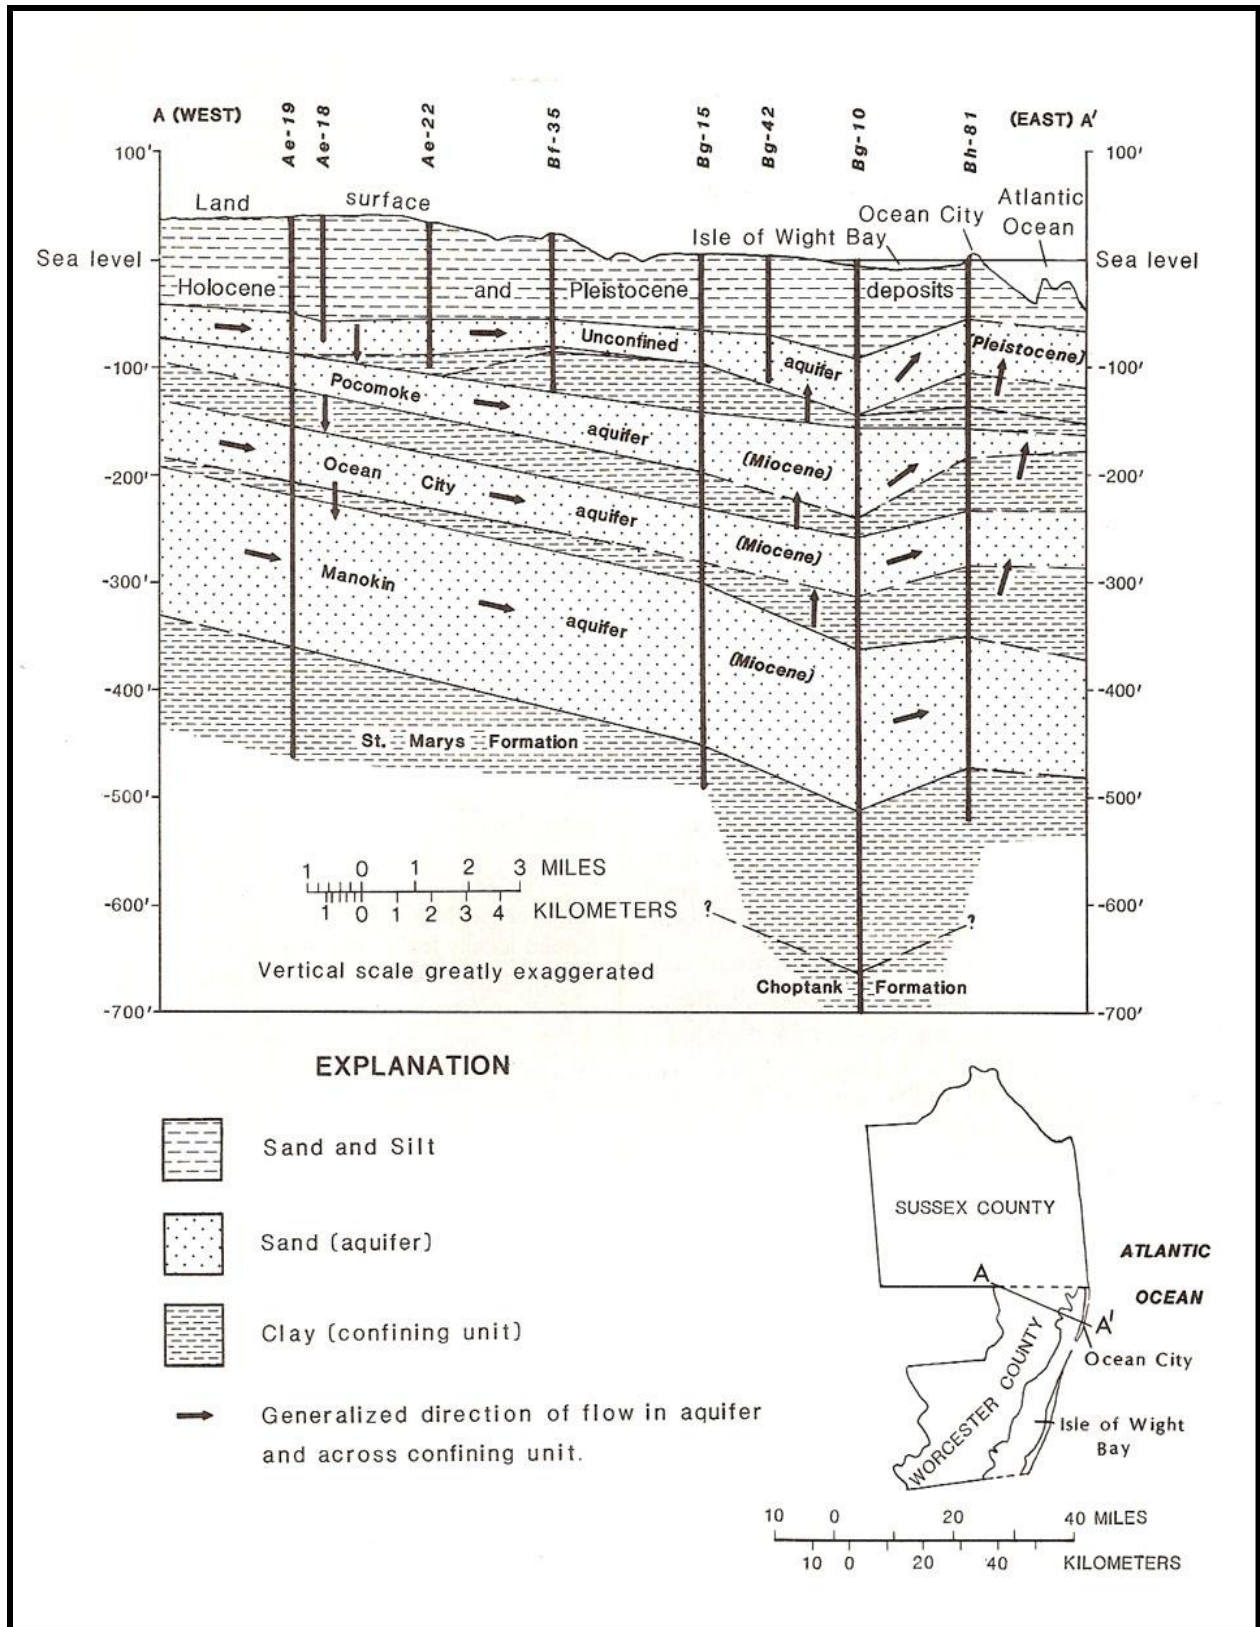 A (WEST)
Ae-19
Ae-18
Ae-22
Bf-35
Bg-15
Bg-42
Bg-10
Bh-81
(EAST) A'
100'
100'
Land surface
Atlantic
Ocean
Ocean City
Isle of Wight Bay
Sea level
Sea level
Holocene and Pleistocene deposits
Unconfined aquifer (Pleistocene)
-100'
-100'
Pocomoke aquifer (Miocene)
-200'
-200'
Ocean City aquifer (Miocene)
-300'
-300'
Manokin aquifer (Miocene)
-400'
-400'
St. Marys Formation
-500'
-500'
1 0 1 2 3 MILES
1 0 1 2 3 4 KILOMETERS
-600'
-600'
?
?
Vertical scale greatly exaggerated
Choptank Formation
-700'
-700'
EXPLANATION
Sand and Silt
Sand (aquifer)
Clay (confining unit)
Generalized direction of flow in aquifer
and across confining unit.
SUSSEX COUNTY
ATLANTIC
OCEAN
A
A'
Ocean City
WORCESTER COUNTY
Isle of Wight
Bay
10 0 20 40 MILES
10 0 20 40 KILOMETERS